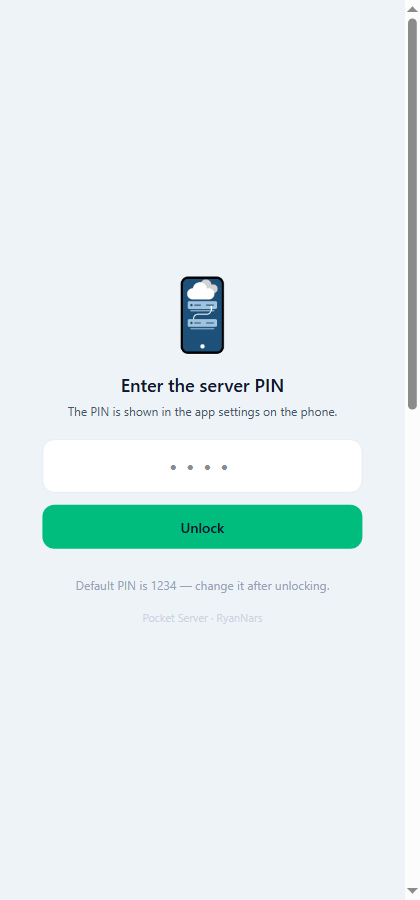 Enter the server PIN
The PIN is shown in the app settings on the phone.
Unlock
Default PIN is 1234 — change it after unlocking.
Pocket Server · RyanNars